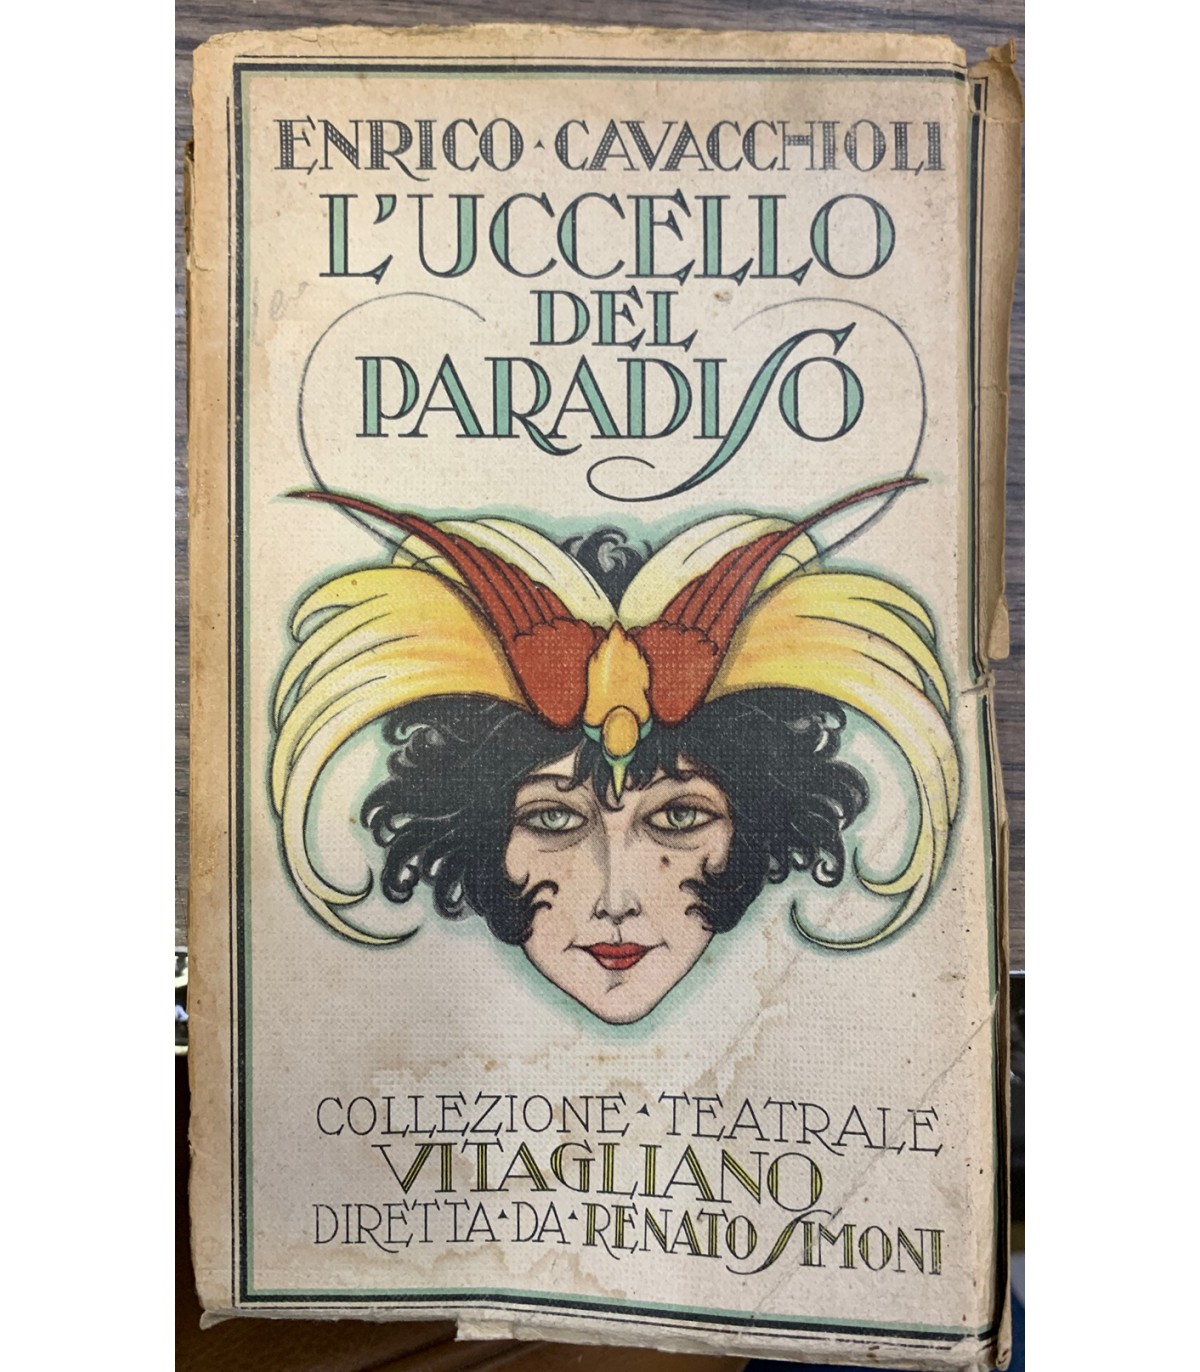 ENRICO · CAVACCHIOLI
L'UCCELLO
DEL
PARADISO
COLLEZIONE · TEATRALE
VITAGLIANO
DIRETTA · DA · RENATO SIMONI